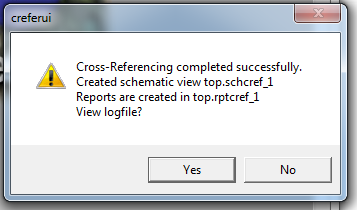 creferui
Cross-Referencing completed successfully.
Created schematic view top.schcref_1
Reports are created in top.rptcref_1
View logfile?
Yes
No